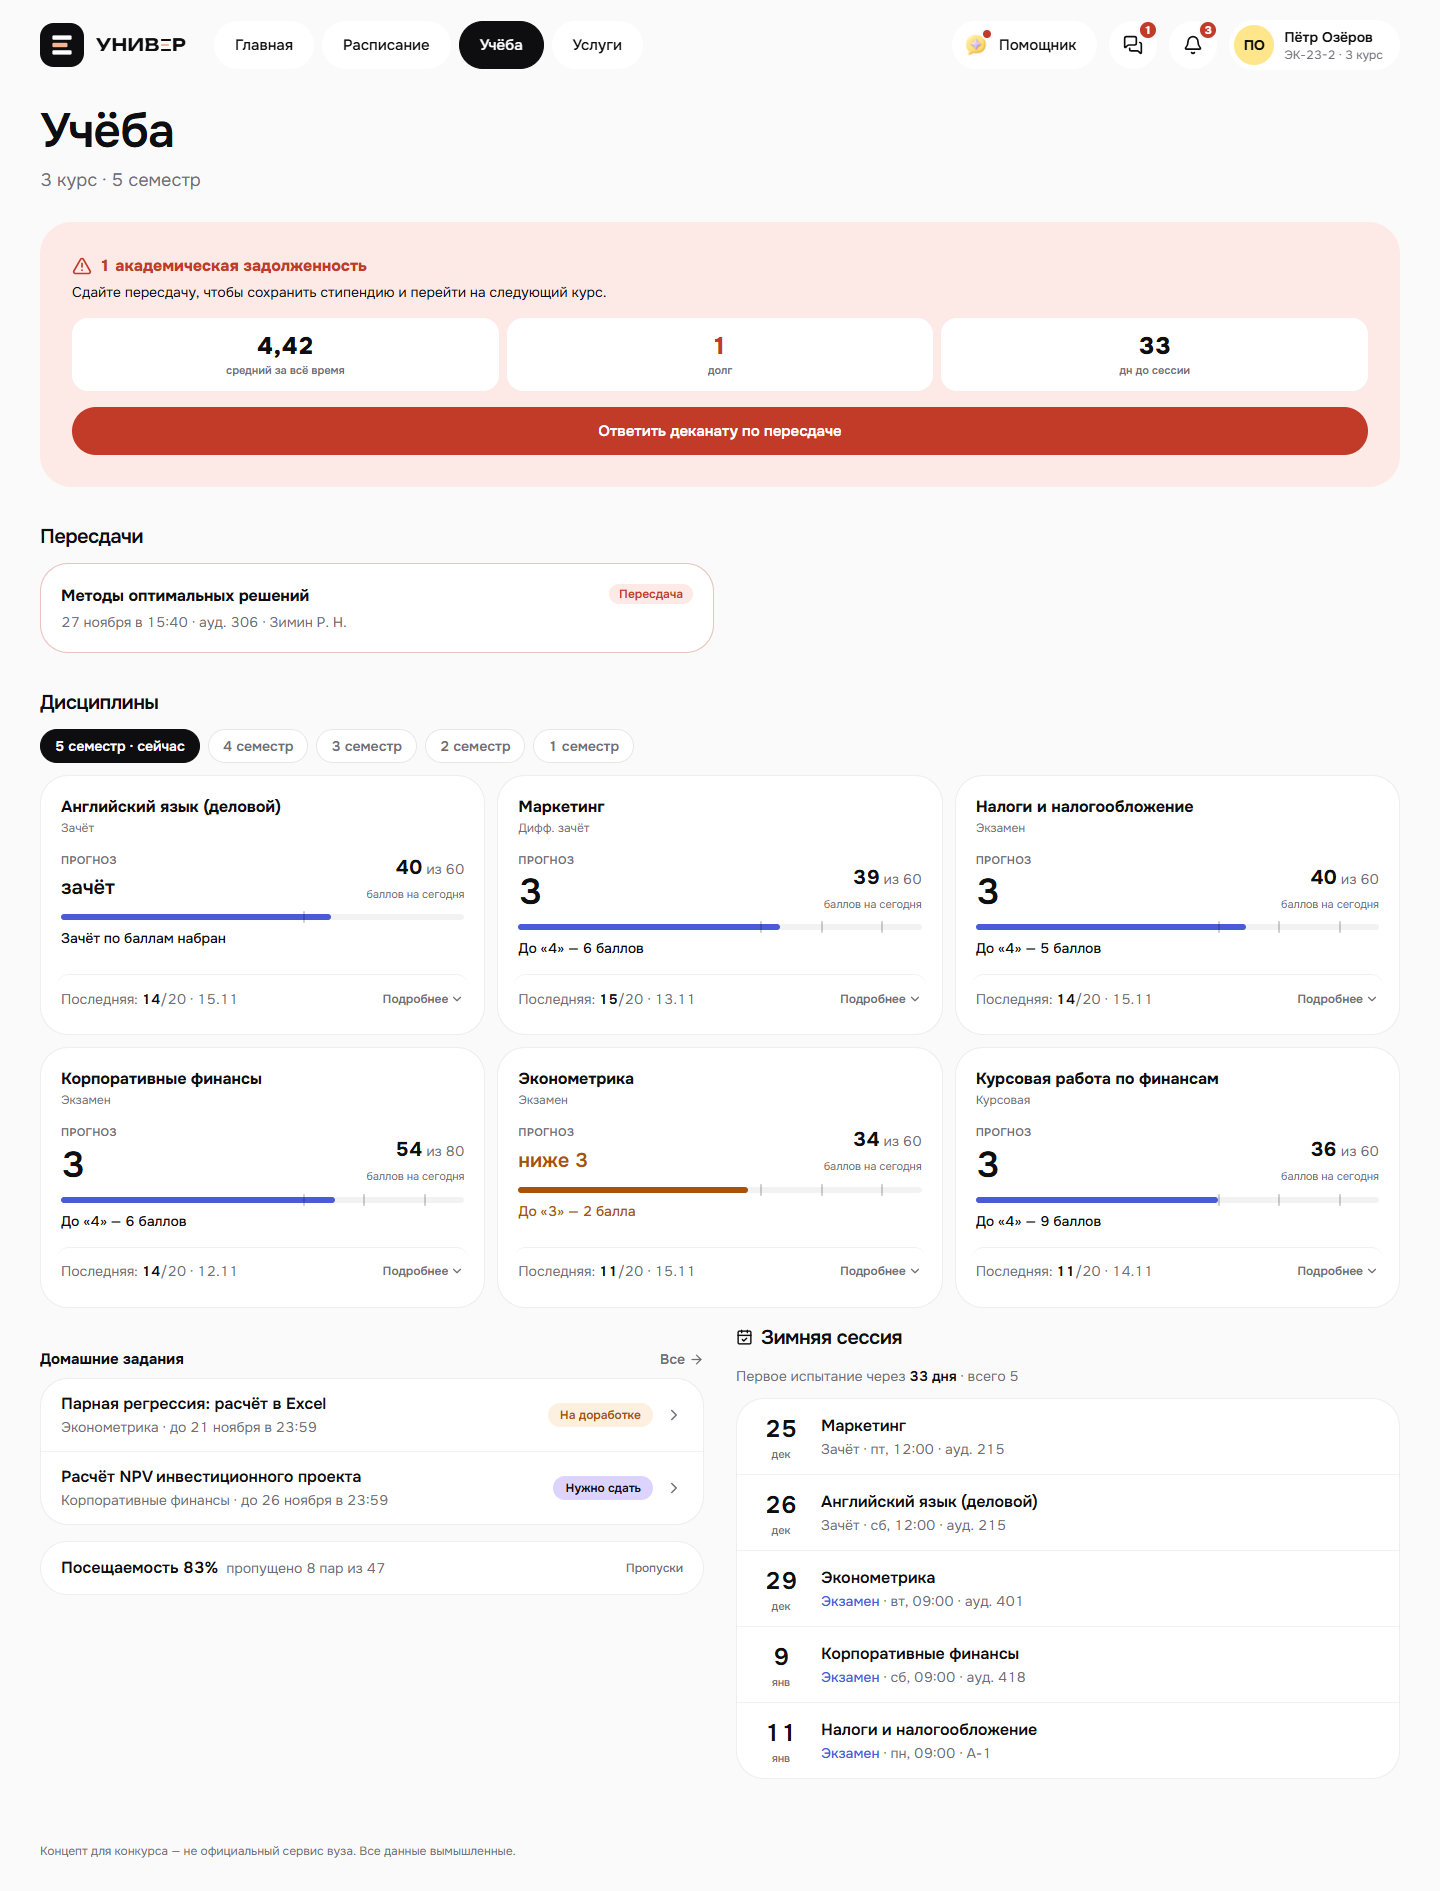 УНИВЕР
Главная
Расписание
Учёба
Услуги
Помощник
1
3
ПО
Пётр Озёров
ЭК-23-2 · 3 курс
Учёба
3 курс · 5 семестр
1 академическая задолженность
Сдайте пересдачу, чтобы сохранить стипендию и перейти на следующий курс.
4,42
средний за всё время
1
долг
33
дн до сессии
Ответить деканату по пересдаче
Пересдачи
Методы оптимальных решений
Пересдача
27 ноября в 15:40 · ауд. 306 · Зимин Р. Н.
Дисциплины
5 семестр · сейчас
4 семестр
3 семестр
2 семестр
1 семестр
Английский язык (деловой)
Зачёт
ПРОГНОЗ
зачёт
40 из 60
баллов на сегодня
Зачёт по баллам набран
Последняя: 14/20 · 15.11
Подробнее
Маркетинг
Дифф. зачёт
ПРОГНОЗ
3
39 из 60
баллов на сегодня
До «4» — 6 баллов
Последняя: 15/20 · 13.11
Подробнее
Налоги и налогообложение
Экзамен
ПРОГНОЗ
3
40 из 60
баллов на сегодня
До «4» — 5 баллов
Последняя: 14/20 · 15.11
Подробнее
Корпоративные финансы
Экзамен
ПРОГНОЗ
3
54 из 80
баллов на сегодня
До «4» — 6 баллов
Последняя: 14/20 · 12.11
Подробнее
Эконометрика
Экзамен
ПРОГНОЗ
ниже 3
34 из 60
баллов на сегодня
До «3» — 2 балла
Последняя: 11/20 · 15.11
Подробнее
Курсовая работа по финансам
Курсовая
ПРОГНОЗ
3
36 из 60
баллов на сегодня
До «4» — 9 баллов
Последняя: 11/20 · 14.11
Подробнее
Домашние задания
Все
Парная регрессия: расчёт в Excel
Эконометрика · до 21 ноября в 23:59
На доработке
Расчёт NPV инвестиционного проекта
Корпоративные финансы · до 26 ноября в 23:59
Нужно сдать
Посещаемость 83% пропущено 8 пар из 47
Пропуски
Зимняя сессия
Первое испытание через 33 дня · всего 5
25
дек
Маркетинг
Зачёт · пт, 12:00 · ауд. 215
26
дек
Английский язык (деловой)
Зачёт · сб, 12:00 · ауд. 215
29
дек
Эконометрика
Экзамен · вт, 09:00 · ауд. 401
9
янв
Корпоративные финансы
Экзамен · сб, 09:00 · ауд. 418
11
янв
Налоги и налогообложение
Экзамен · пн, 09:00 · А-1
Концепт для конкурса — не официальный сервис вуза. Все данные вымышленные.